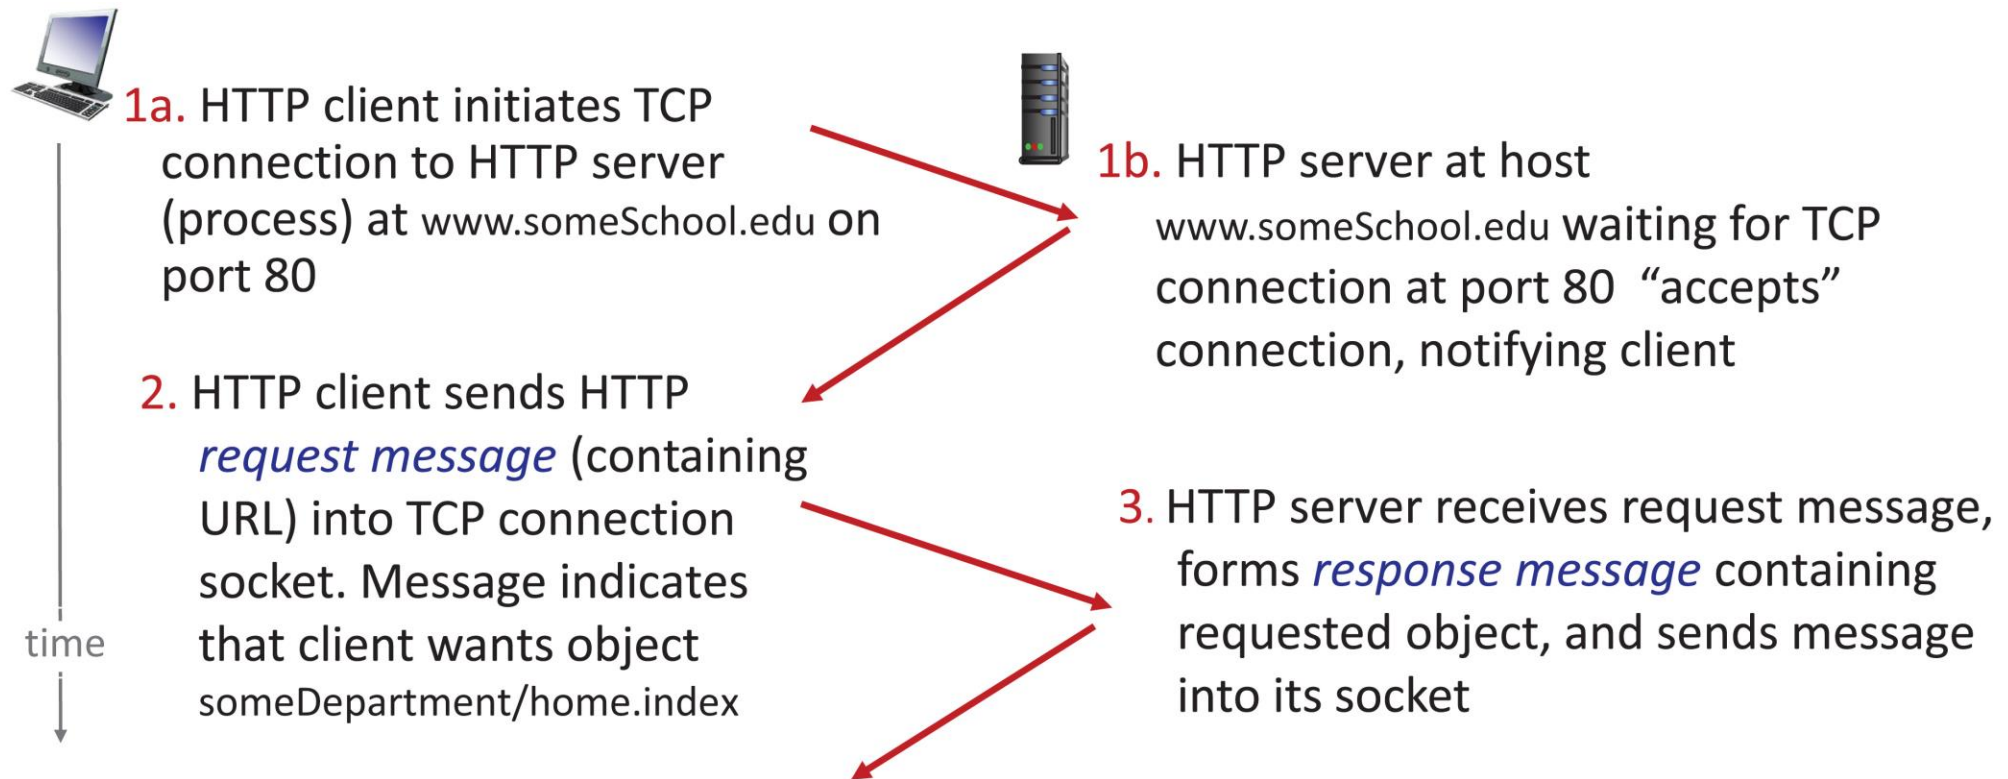 1a. HTTP client initiates TCP
connection to HTTP server
(process) at www.someSchool.edu on
port 80
1b. HTTP server at host
www.someSchool.edu waiting for TCP
connection at port 80 “accepts”
connection, notifying client
2. HTTP client sends HTTP
request message (containing
URL) into TCP connection
socket. Message indicates
that client wants object
someDepartment/home.index
3. HTTP server receives request message,
forms response message containing
requested object, and sends message
into its socket
time